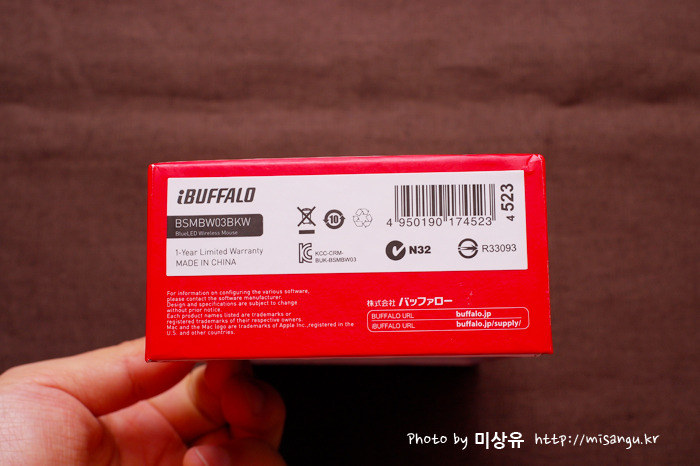 iBUFFALO
BSMBW03BKW
BlueLED Wireless Mouse
1-Year Limited Warranty
MADE IN CHINA
10
KCC-CRM-
BUK-BSMBW03
4 950190 174523
4 523
N32
R33093
For information on configuring the various software,
please contact the software manufacturer.
Design and specifications are subject to change
without prior notice.
Each product names listed are trademarks or
registered trademarks of their respective owners.
Mac and the Mac logo are trademarks of Apple Inc.,registered in the
U.S. and other countries.
株式会社 バッファロー
BUFFALO URL buffalo.jp
iBUFFALO URL buffalo.jp/supply/
Photo by 미상유 http://misangu.kr